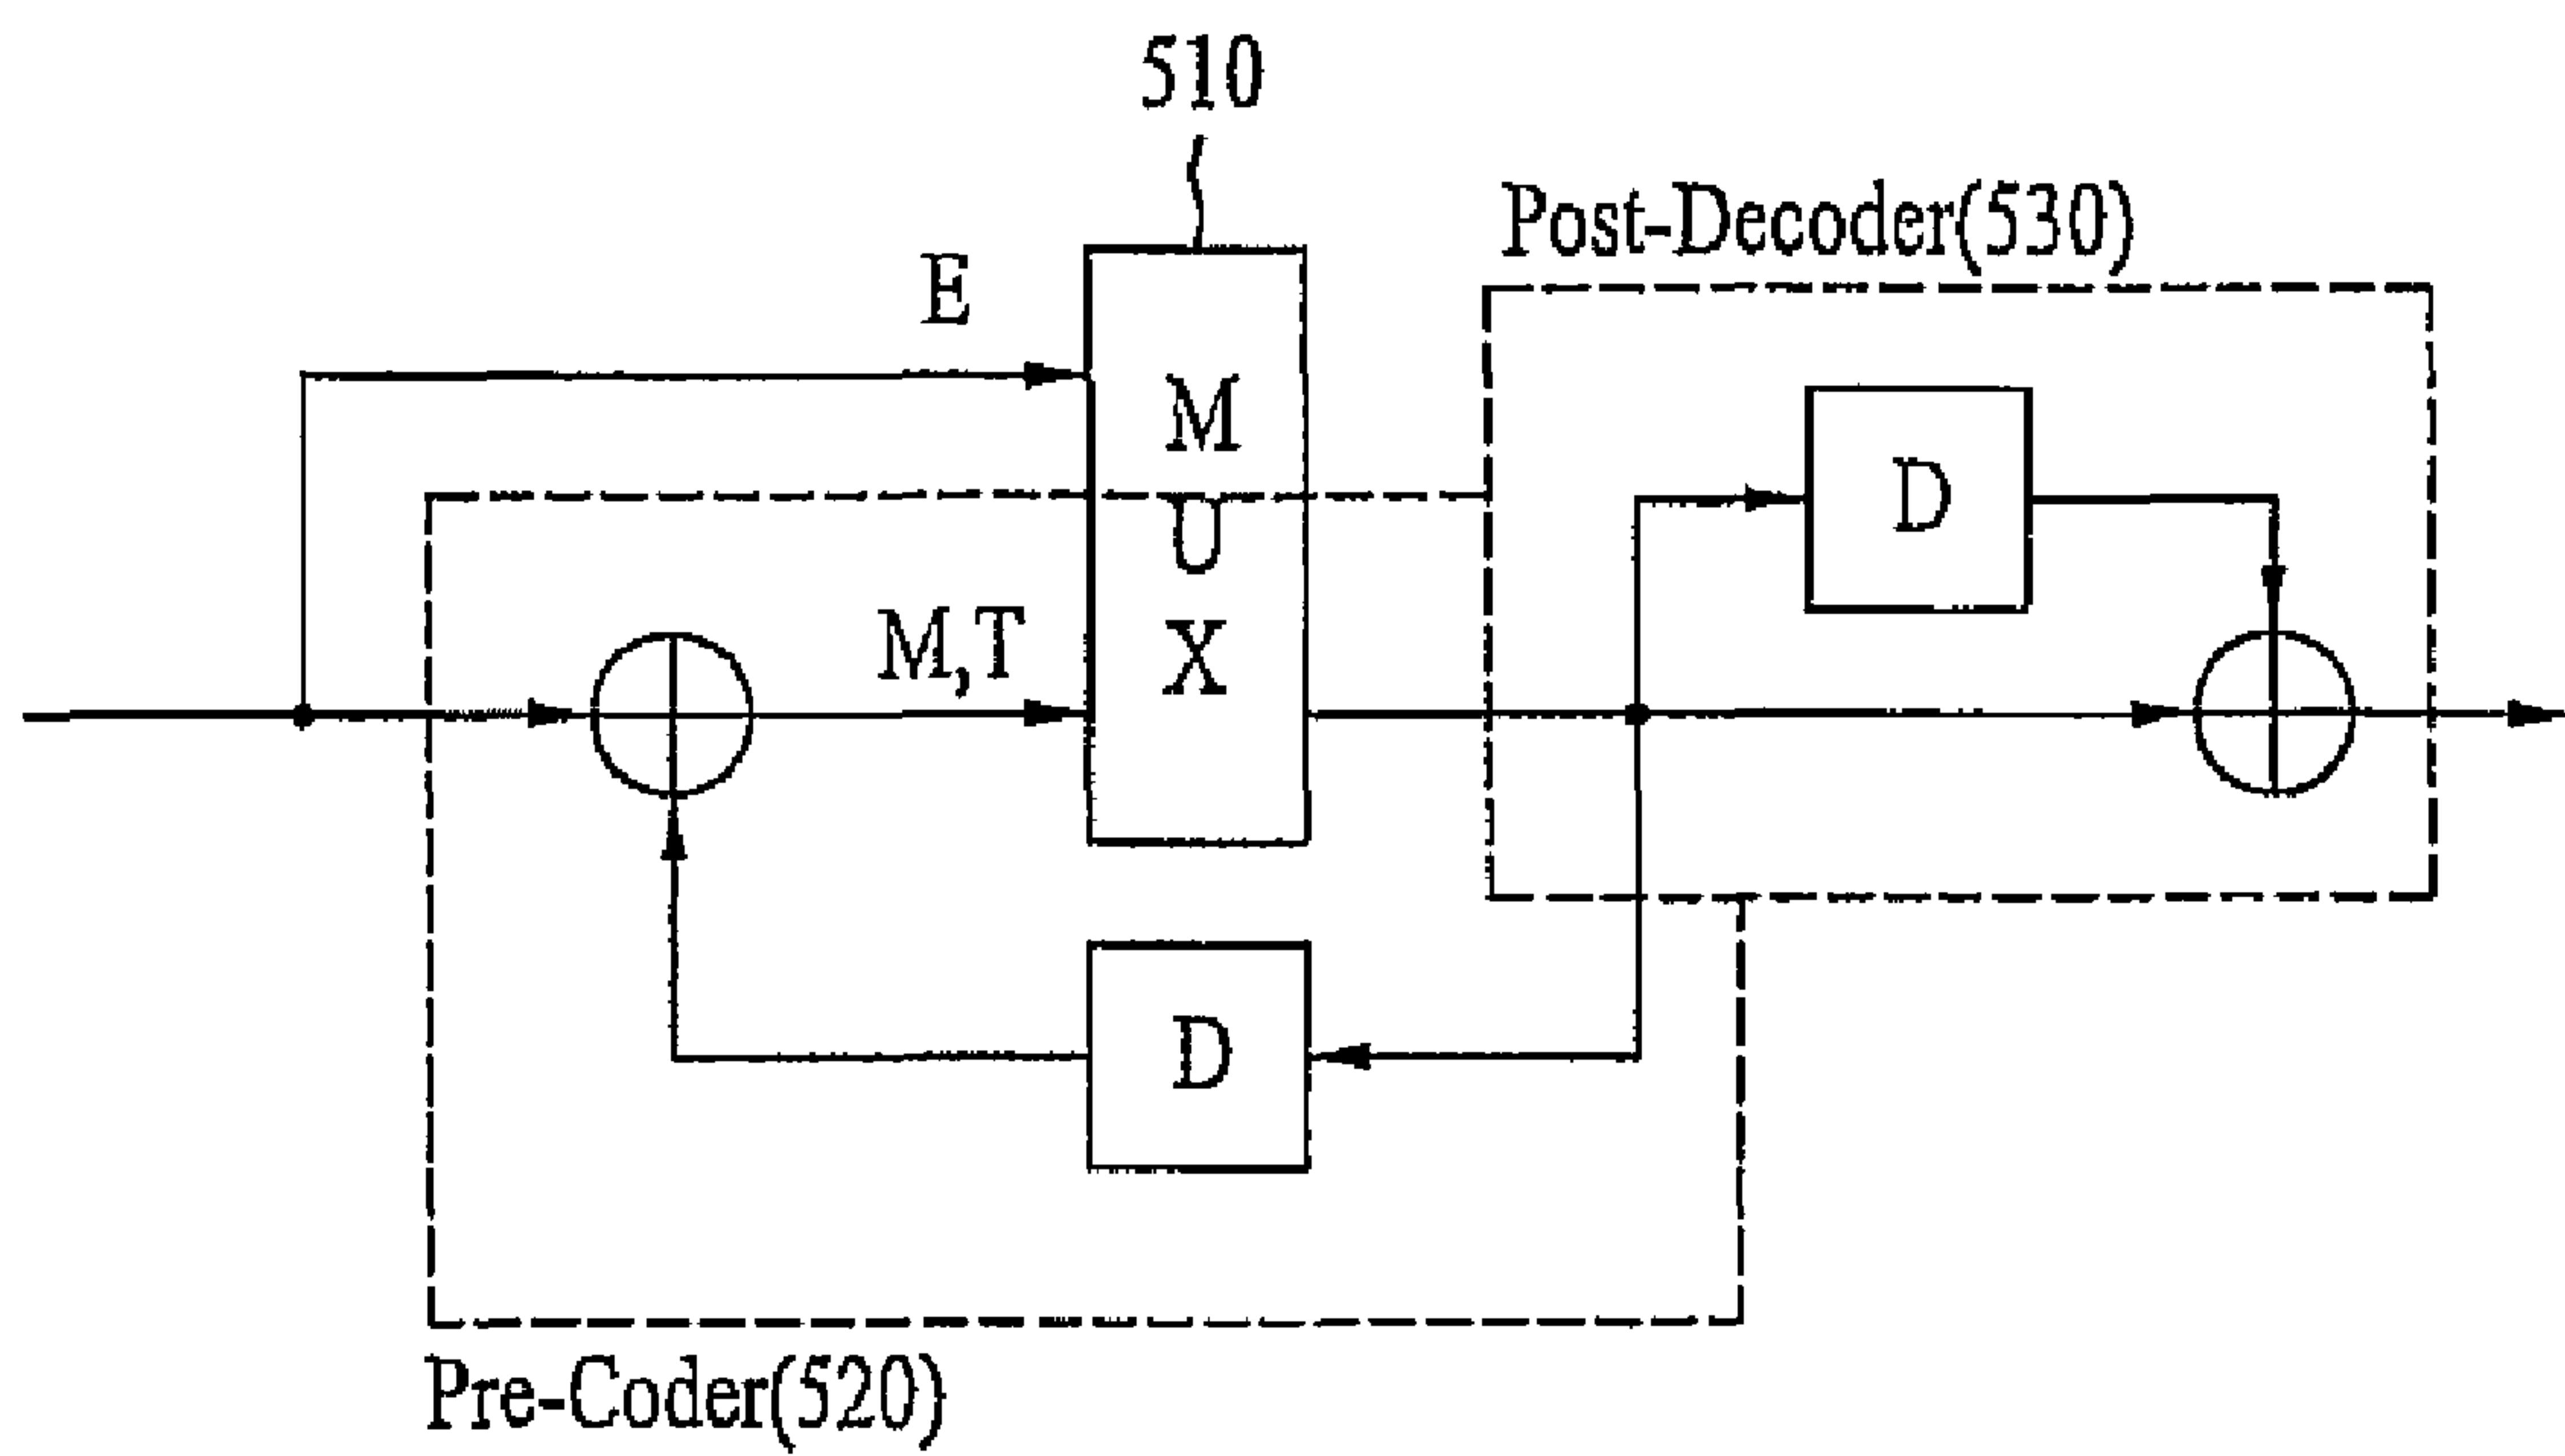 510
Post-Decoder(530)
E
M
U
X
D
M,T
D
Pre-Coder(520)